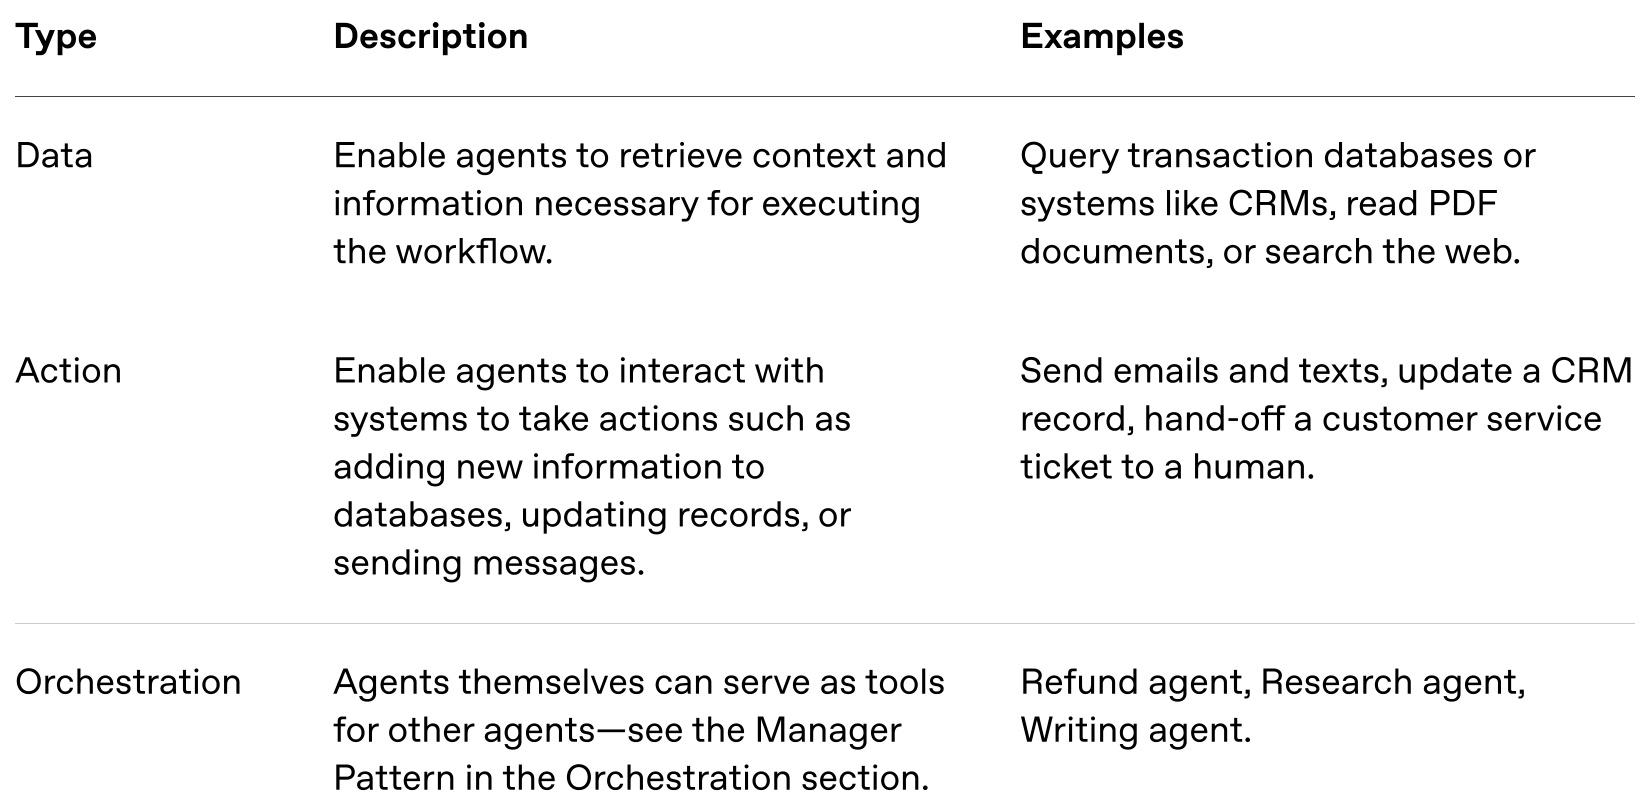 Type Description Examples
Data
Enable agents to retrieve context and
information necessary for executing
the workflow.
Query transaction databases or
systems like CRMs, read PDF
documents, or search the web.
Action
Enable agents to interact with
systems to take actions such as
adding new information to
databases, updating records, or
sending messages.
Send emails and texts, update a CRM
record, hand-off a customer service
ticket to a human.
Orchestration
Agents themselves can serve as tools
for other agents—see the Manager
Pattern in the Orchestration section.
Refund agent, Research agent,
Writing agent.